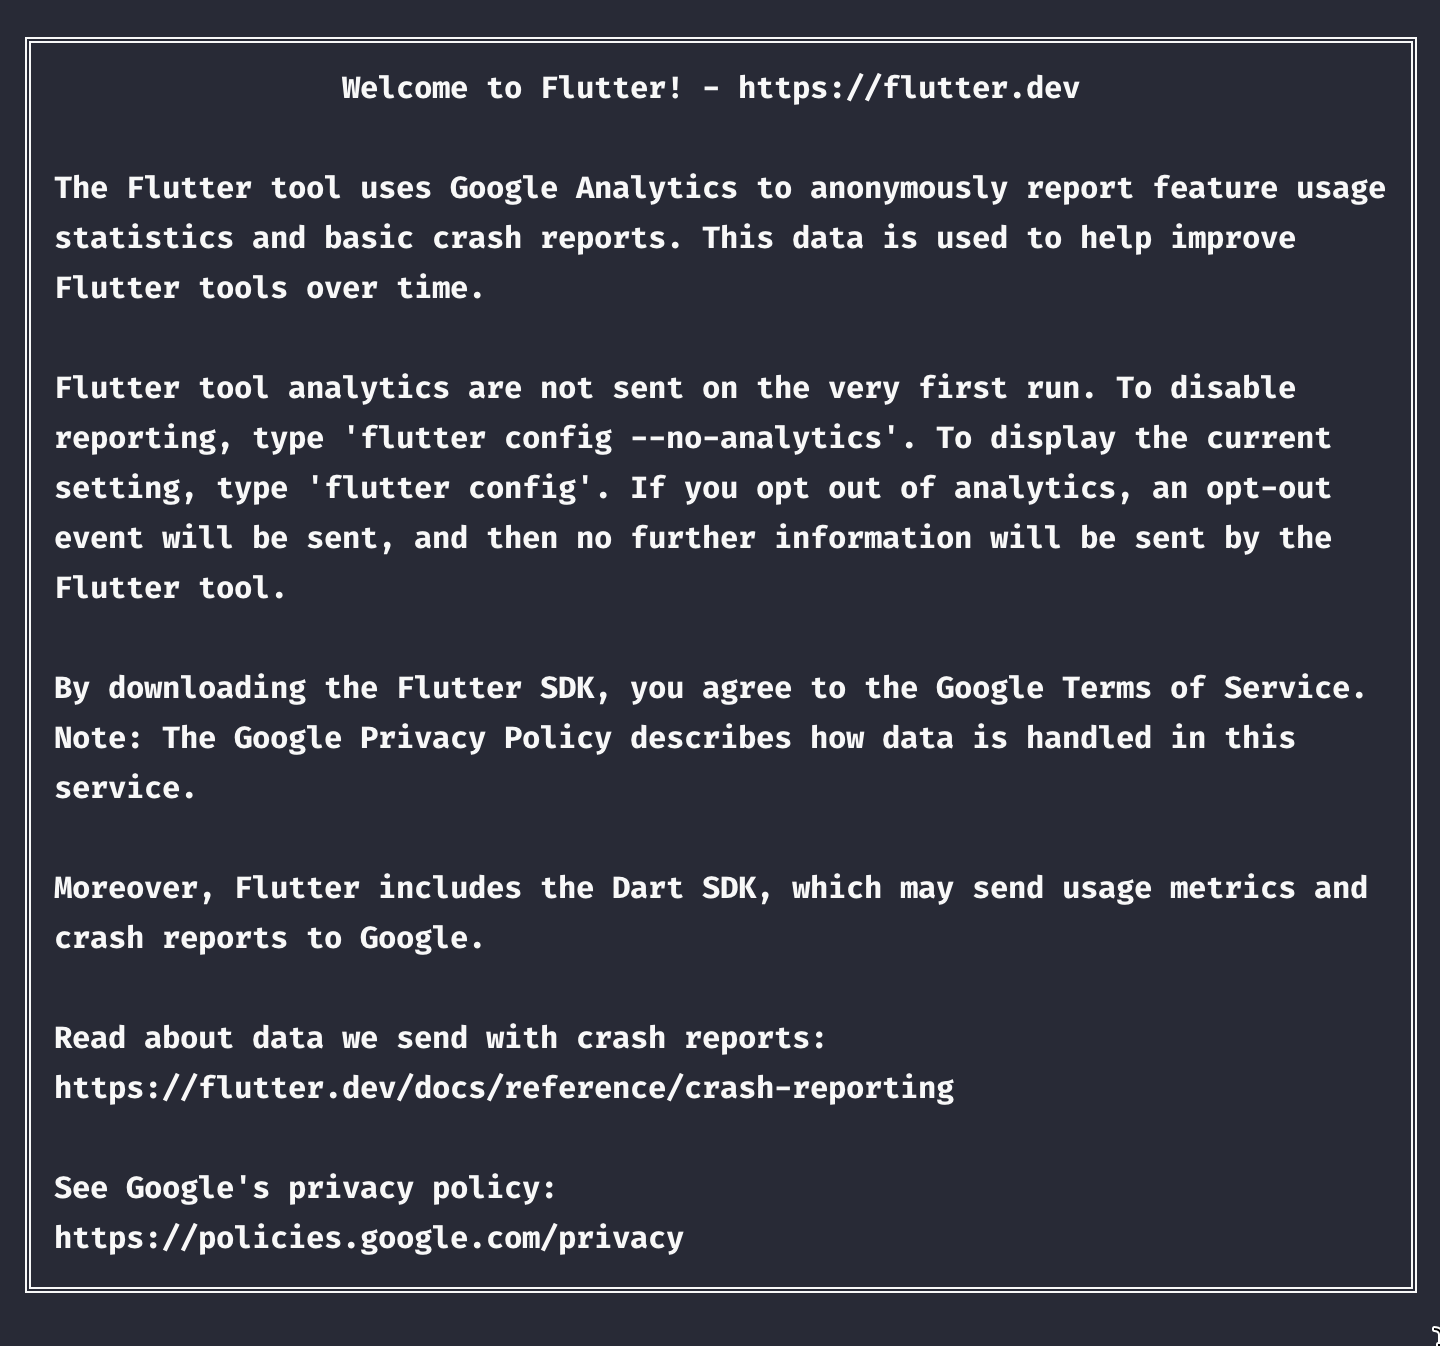 Welcome to Flutter! - https://flutter.dev
The Flutter tool uses Google Analytics to anonymously report feature usage
statistics and basic crash reports. This data is used to help improve
Flutter tools over time.
Flutter tool analytics are not sent on the very first run. To disable
reporting, type 'flutter config --no-analytics'. To display the current
setting, type 'flutter config'. If you opt out of analytics, an opt-out
event will be sent, and then no further information will be sent by the
Flutter tool.
By downloading the Flutter SDK, you agree to the Google Terms of Service.
Note: The Google Privacy Policy describes how data is handled in this
service.
Moreover, Flutter includes the Dart SDK, which may send usage metrics and
crash reports to Google.
Read about data we send with crash reports:
https://flutter.dev/docs/reference/crash-reporting
See Google's privacy policy:
https://policies.google.com/privacy